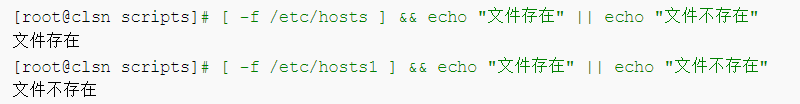 [root@clsn scripts]# [ -f /etc/hosts ] && echo "文件存在" || echo "文件不存在"
文件存在
[root@clsn scripts]# [ -f /etc/hosts1 ] && echo "文件存在" || echo "文件不存在"
文件不存在